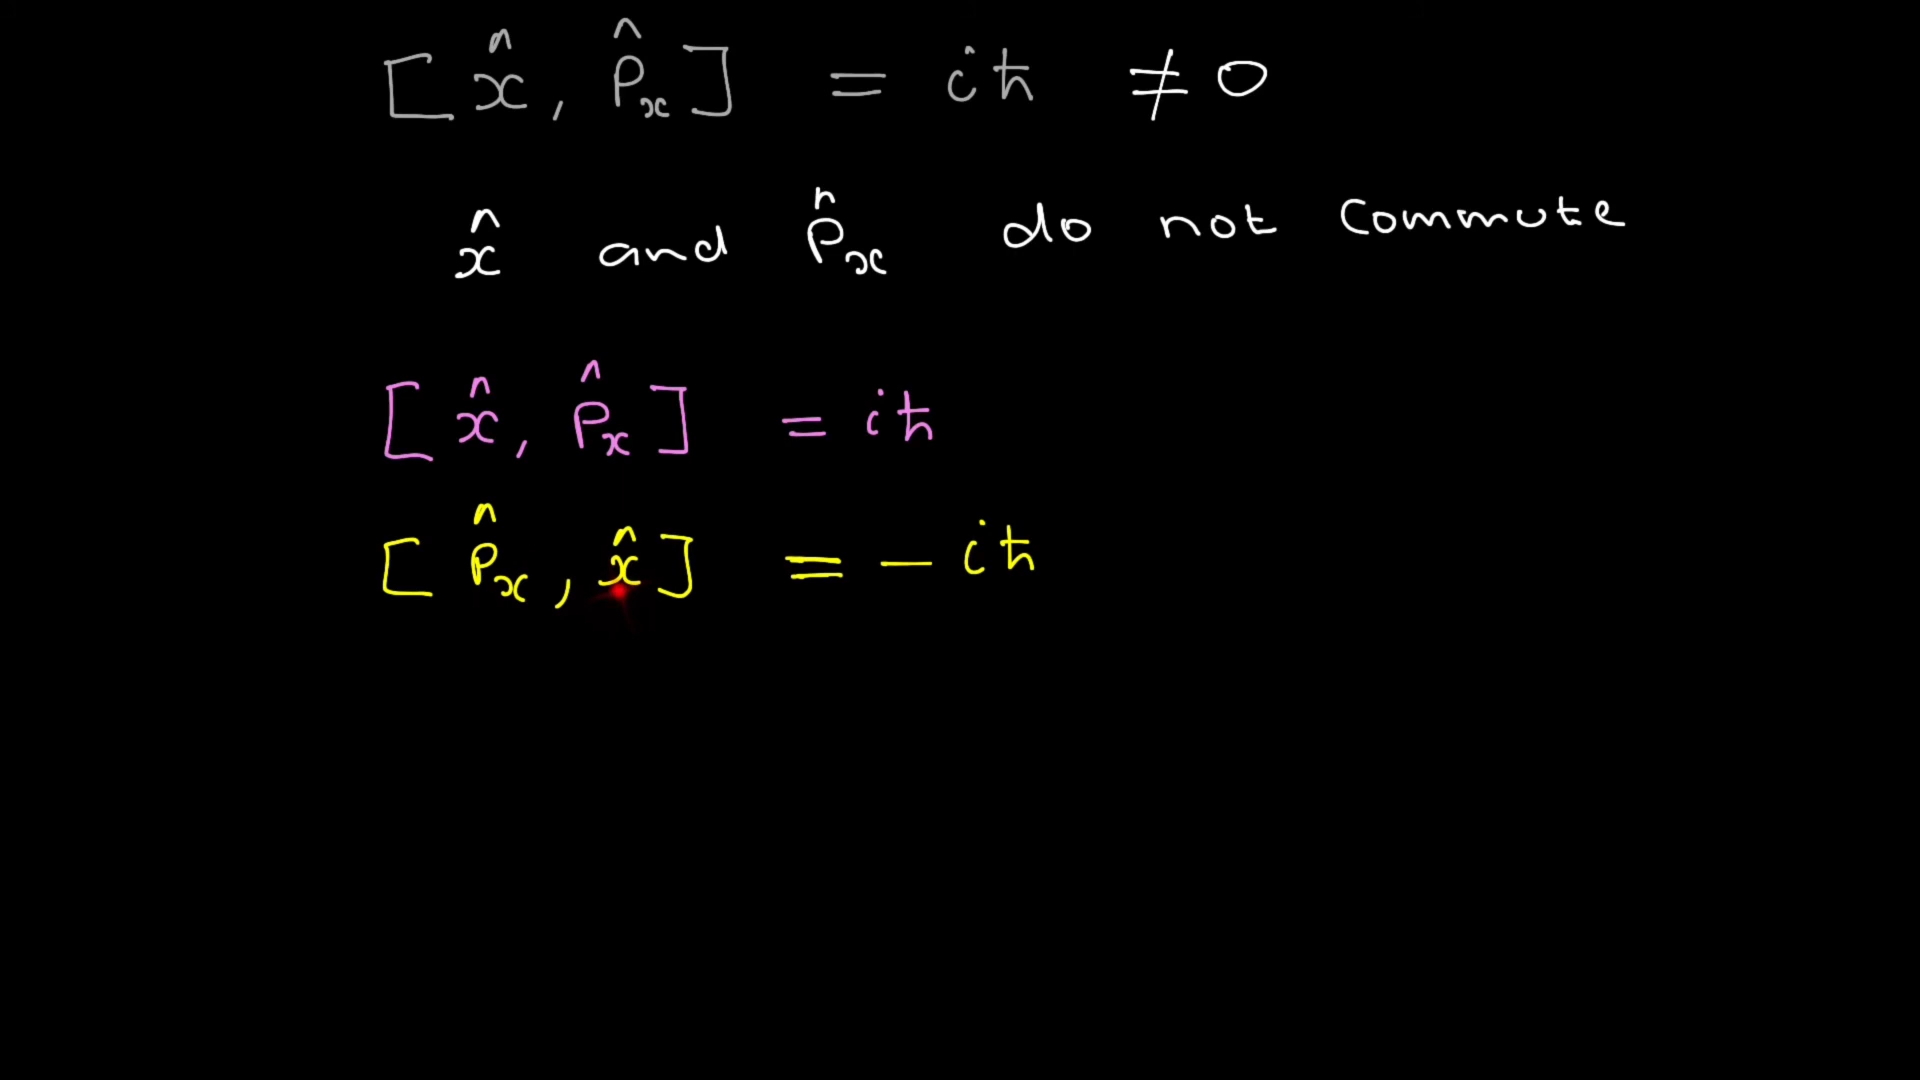 [x̂, p̂ₓ] = iħ ≠ 0
x̂ and p̂ₓ do not commute
[x̂, p̂ₓ] = iħ
[p̂ₓ, x̂] = - iħ